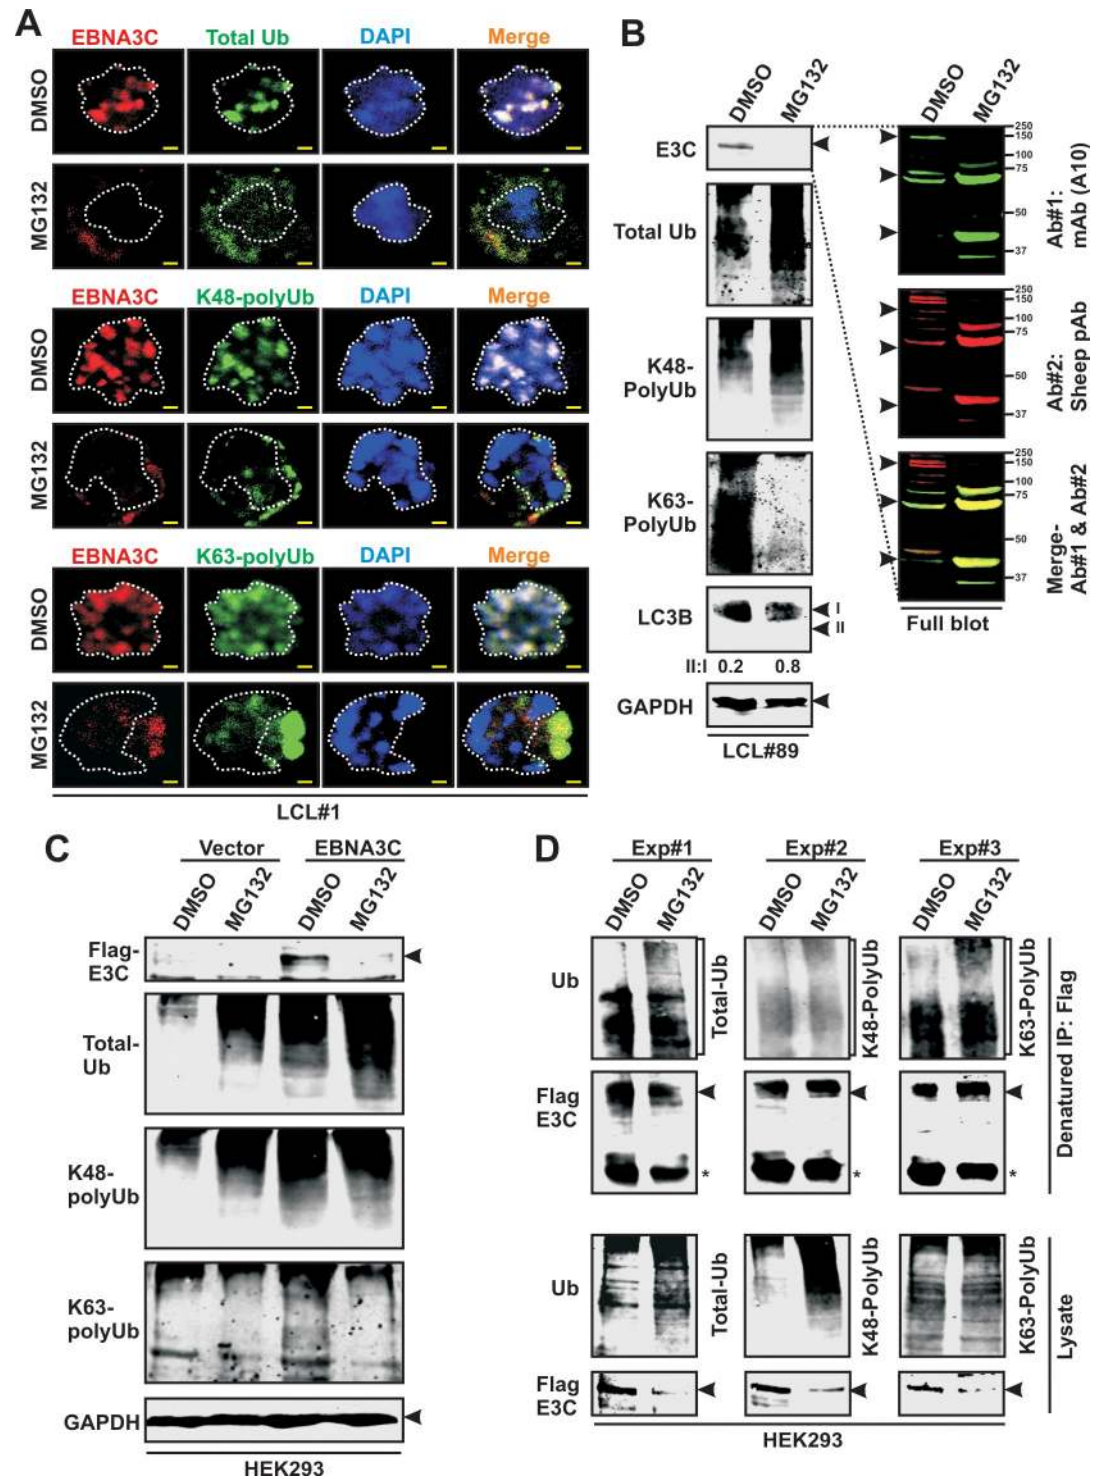 A
EBNA3C Total Ub DAPI Merge
DMSO
MG132
EBNA3C K48-polyUb DAPI Merge
DMSO
MG132
EBNA3C K63-polyUb DAPI Merge
DMSO
MG132
LCL#1
B
DMSO MG132
E3C
Total Ub
K48-
PolyUb
K63-
PolyUb
LC3B
I
II
II:I 0.2 0.8
GAPDH
LCL#89
DMSO MG132
250
150
100
75
50
37
Ab#1:
mAb (A10)
250
150
100
75
50
37
Ab#2:
Sheep pAb
250
150
100
75
50
37
Merge-
Ab#1 & Ab#2
Full blot
C
Vector EBNA3C
DMSO MG132 DMSO MG132
Flag-
E3C
Total-
Ub
K48-
polyUb
K63-
polyUb
GAPDH
HEK293
D
Exp#1 Exp#2 Exp#3
DMSO MG132 DMSO MG132 DMSO MG132
Ub
Total-Ub
K48-PolyUb
K63-PolyUb
Flag
E3C
* * *
Denatured IP: Flag
Ub
Total-Ub
K48-PolyUb
K63-PolyUb
Flag
E3C
Lysate
HEK293